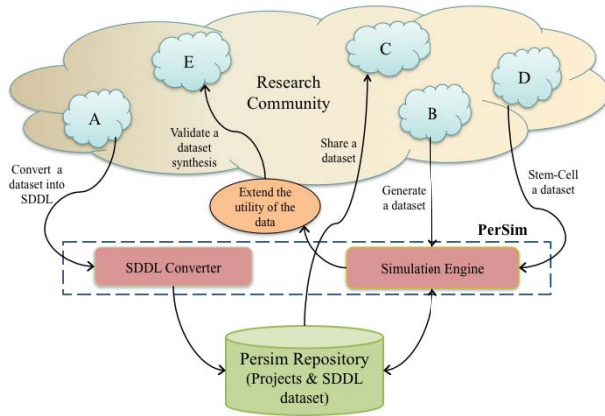 E
C
D
A
B
Research
Community
Convert a
dataset into
SDDL
Validate a
dataset
synthesis
Share a
dataset
Generate
a dataset
Stem-Cell
a dataset
Extend the
utility of the
data
PerSim
SDDL Converter
Simulation Engine
Persim Repository
(Projects & SDDL
dataset)